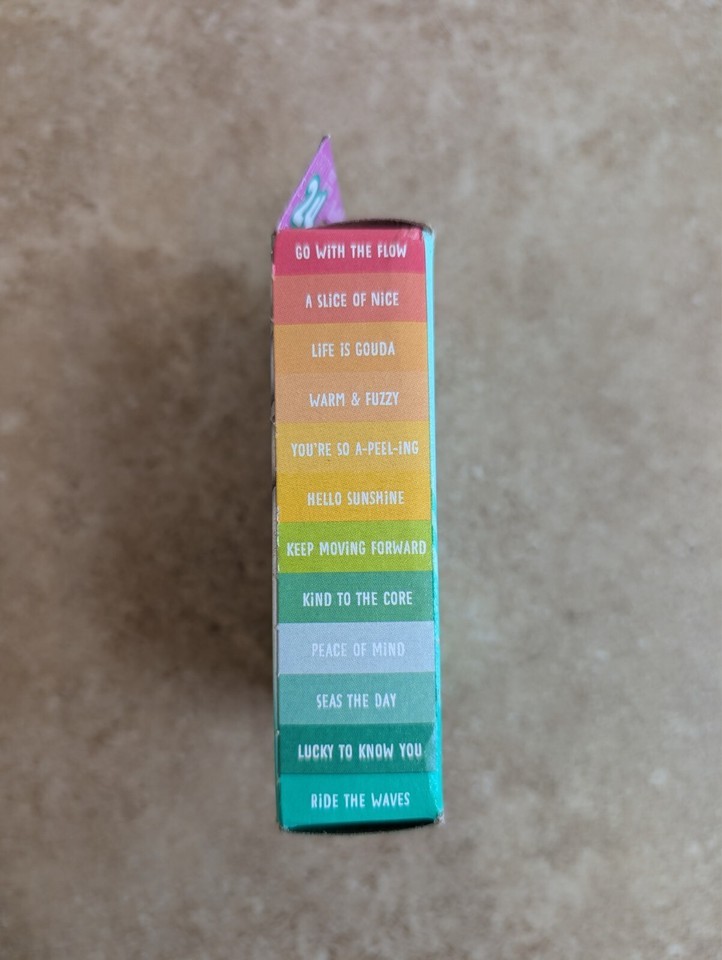 GO WITH THE FLOW
A SLICE OF NICE
LIFE IS GOUDA
WARM & FUZZY
YOU'RE SO A-PEEL-ING
HELLO SUNSHINE
KEEP MOVING FORWARD
KIND TO THE CORE
PEACE OF MIND
SEAS THE DAY
LUCKY TO KNOW YOU
RIDE THE WAVES